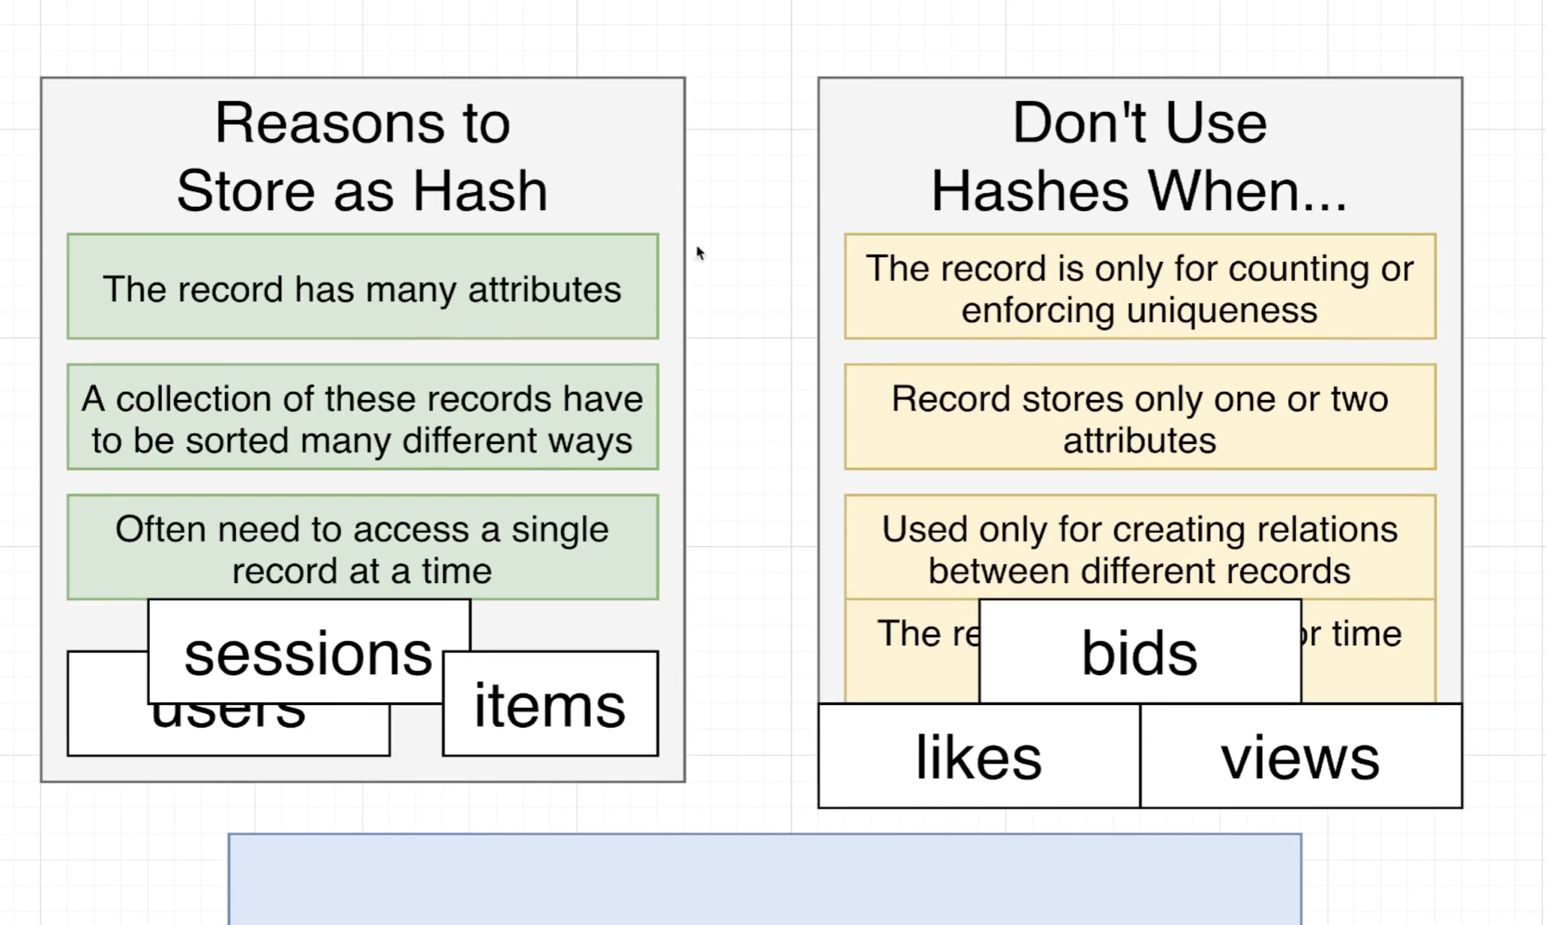 Reasons to
Store as Hash
The record has many attributes
A collection of these records have
to be sorted many different ways
Often need to access a single
record at a time
sessions
users
items
Don't Use
Hashes When...
The record is only for counting or
enforcing uniqueness
Record stores only one or two
attributes
Used only for creating relations
between different records
The time
bids
likes
views